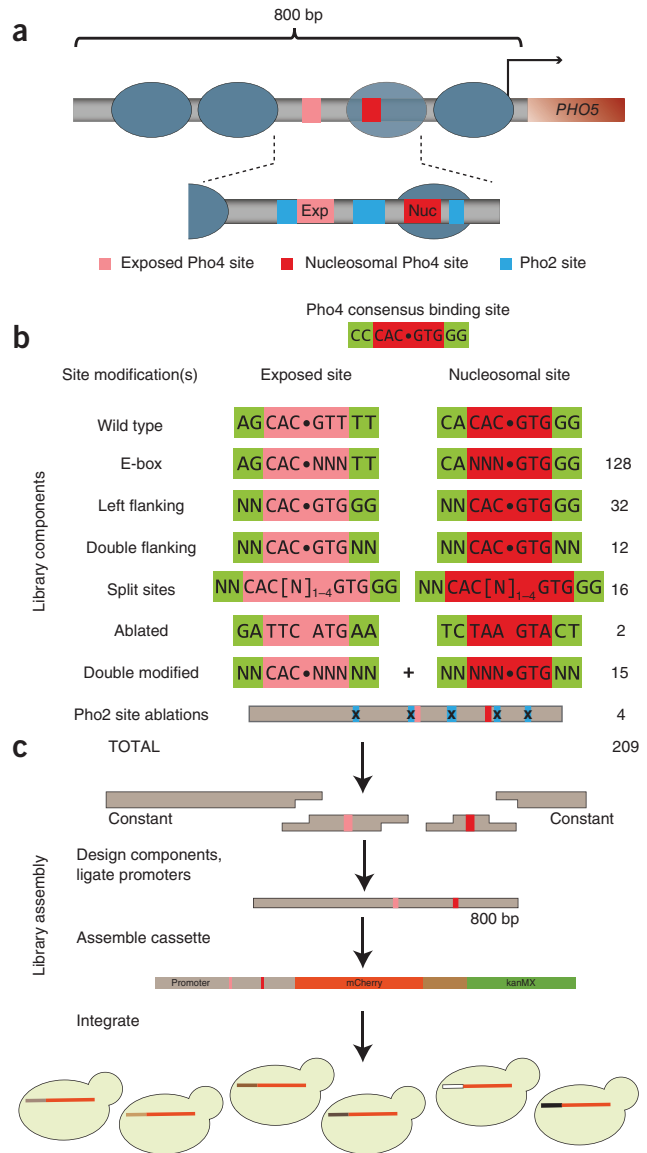 a
800 bp
PHO5
Exp
Nuc
Exposed Pho4 site
Nucleosomal Pho4 site
Pho2 site
Pho4 consensus binding site
CC CAC•GTG GG
b
Site modification(s) Exposed site Nucleosomal site
Library components
Wild type AG CAC•GTT TT CA CAC•GTG GG
E-box AG CAC•NNN TT CA NNN•GTG GG 128
Left flanking NN CAC•GTG GG NN CAC•GTG GG 32
Double flanking NN CAC•GTG NN NN CAC•GTG NN 12
Split sites NN CAC[N]1–4GTG GG NN CAC[N]1–4GTG GG 16
Ablated GA TTC ATG AA TC TAA GTA CT 2
Double modified NN CAC•NNN NN + NN NNN•GTG NN 15
Pho2 site ablations x x x x x 4
TOTAL 209
c
Library assembly
Constant Constant
Design components,
ligate promoters
800 bp
Assemble cassette
Promoter mCherry kanMX
Integrate